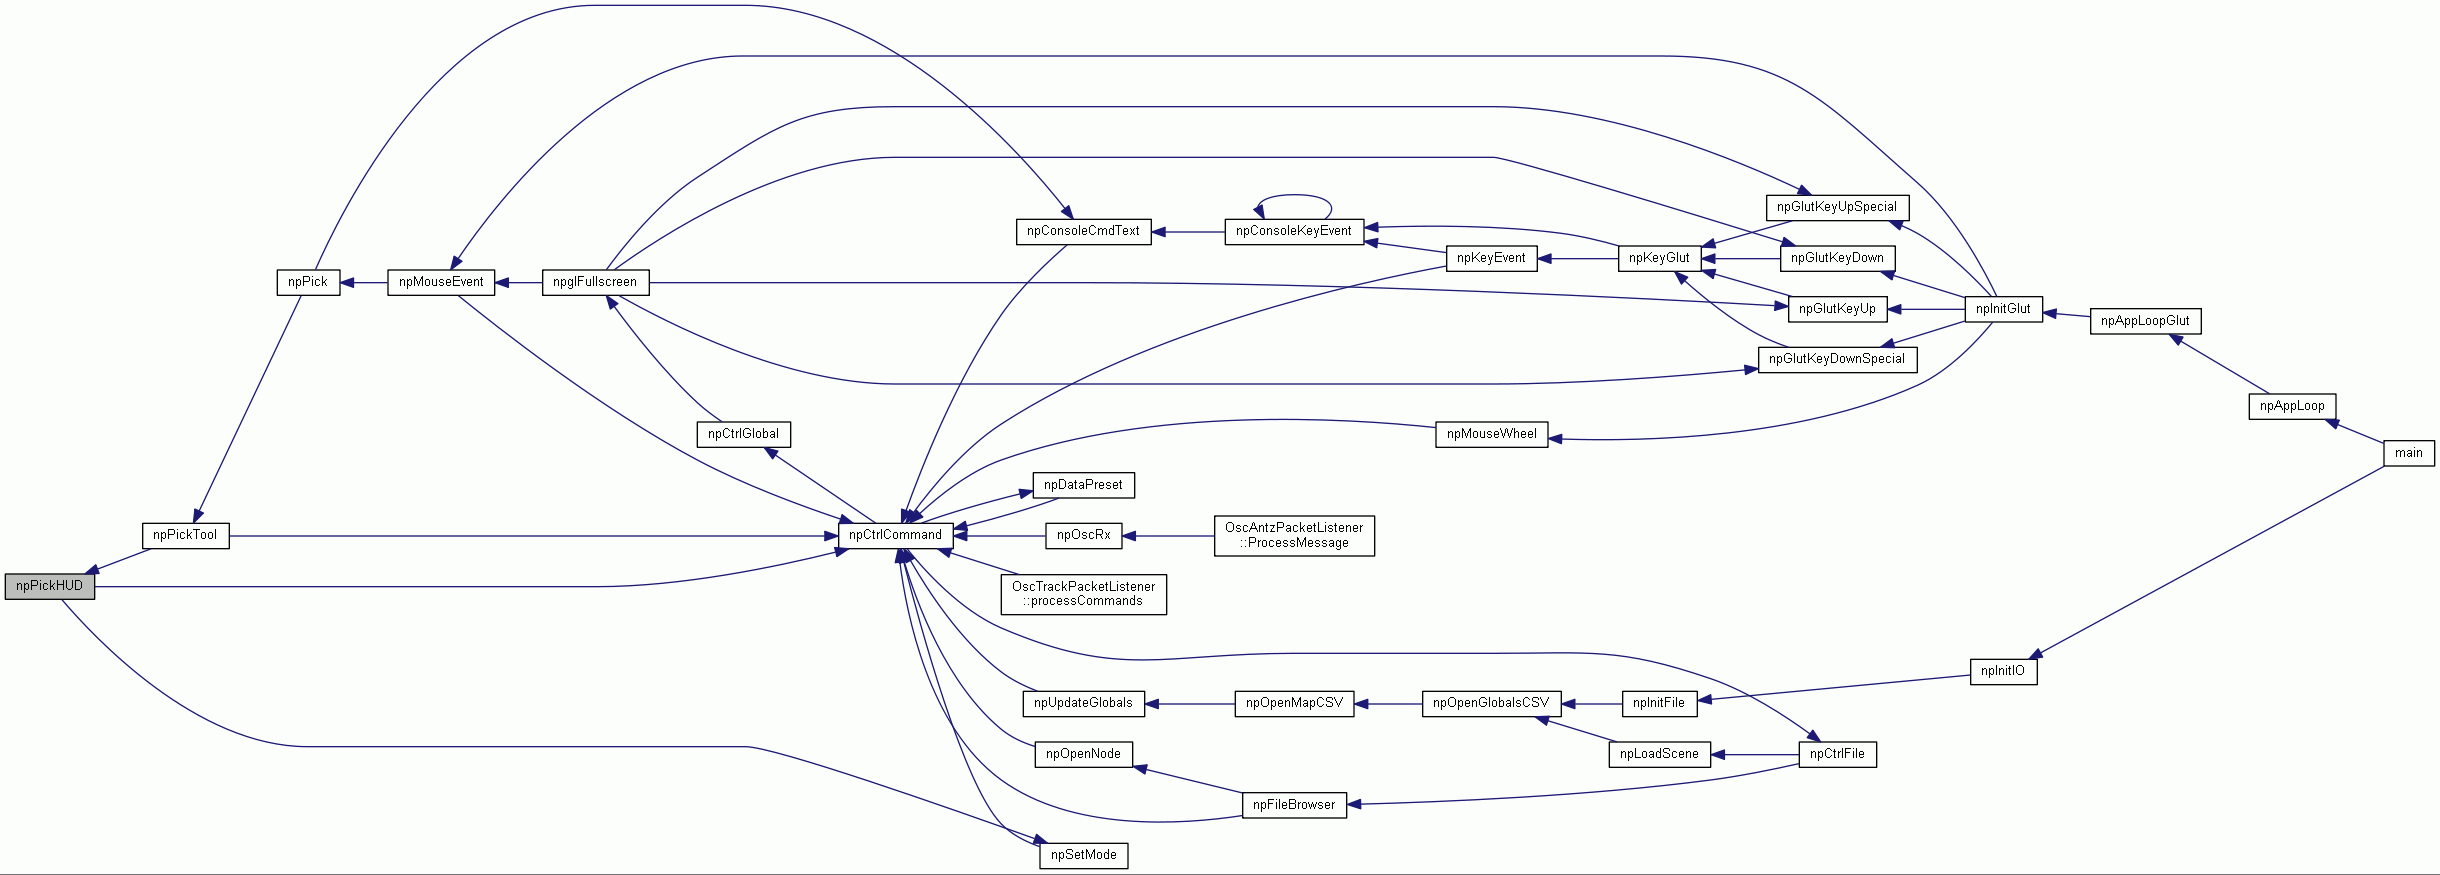 npPickHUD
npPickTool
npPick
npMouseEvent
npglFullscreen
npCtrlGlobal
npCtrlCommand
npConsoleCmdText
npConsoleKeyEvent
npKeyEvent
npKeyGlut
npGlutKeyUpSpecial
npGlutKeyDown
npGlutKeyUp
npGlutKeyDownSpecial
npInitGlut
npAppLoopGlut
npAppLoop
main
npMouseWheel
npDataPreset
npOscRx
OscAntzPacketListener
::ProcessMessage
OscTrackPacketListener
::processCommands
npUpdateGlobals
npOpenMapCSV
npOpenGlobalsCSV
npInitFile
npInitIO
npOpenNode
npLoadScene
npCtrlFile
npFileBrowser
npSetMode